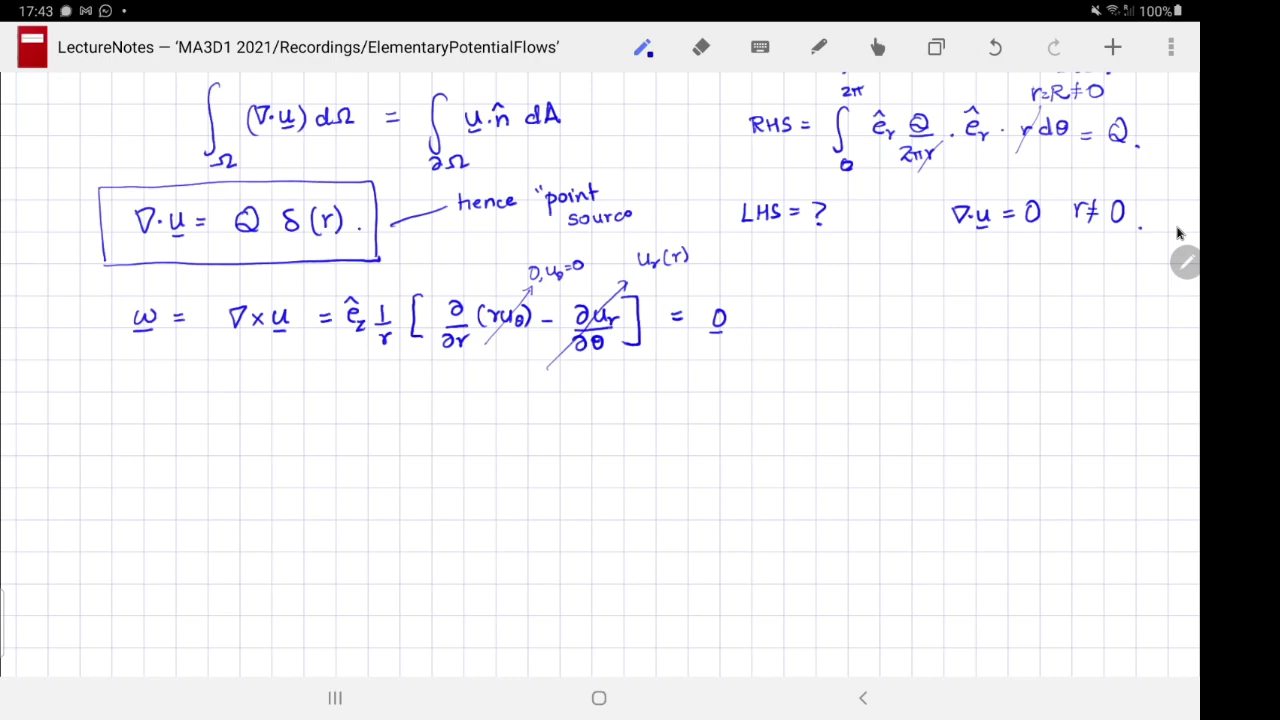 17:43 100%
LectureNotes — ‘MA3D1 2021/Recordings/ElementaryPotentialFlows’
∫_Ω (∇·u) dΩ = ∫_∂Ω u·n̂ dA
r=R≠0
RHS = ∫_0^2π ê_r Q/2πr · ê_r · r dθ = Q.
∇·u = Q δ(r).
hence "point source
LHS = ? ∇·u = 0 r≠0.
0, u_θ=0 u_r(r)
ω = ∇×u = ê_z 1/r [ ∂/∂r (ru_θ) − ∂u_r/∂θ ] = 0